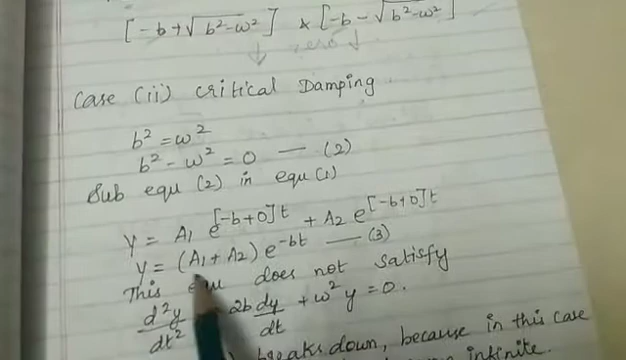 [-b+√b²-ω²] × [-b-√b²-ω²]
zero
Case (ii) Critical Damping
b² = ω²
b² - ω² = 0 — (2)
Sub equ (2) in equ (1)
y = A₁ e^[-b+0]t + A₂ e^[-b+0]t
y = (A₁ + A₂) e^-bt — (3)
This does not satisfy
d²y/dt² 2b dy/dt + ω² y = 0.
breaks down, because in this case
infinite.